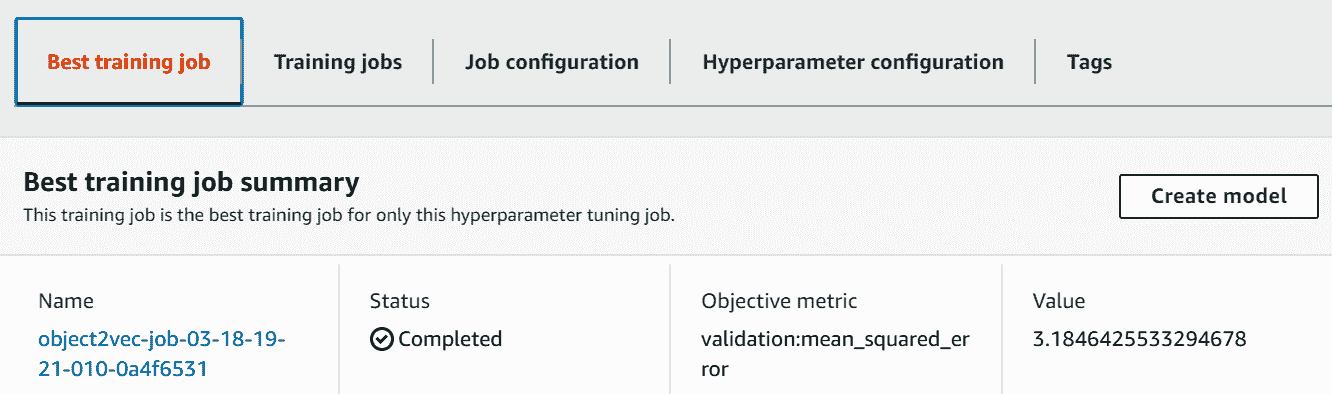 Best training job Training jobs Job configuration Hyperparameter configuration Tags
Best training job summary
This training job is the best training job for only this hyperparameter tuning job.
Create model
Name
object2vec-job-03-18-19-
21-010-0a4f6531
Status
Completed
Objective metric
validation:mean_squared_er
ror
Value
3.1846425533294678